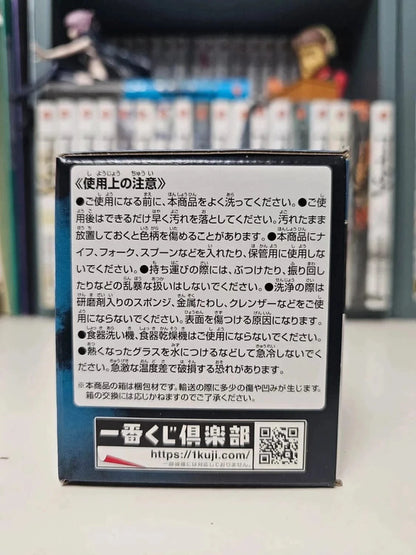 《使用上の注意》
●ご使用になる前に、本商品をよく洗ってください。●ご使
用後はできるだけ早く汚れを落としてください。汚れたまま
放置しておくと色柄を傷めることがあります。●本商品にナ
イフ、フォーク、スプーンなどを入れたり、保管用に使用し
ないでください。●持ち運びの際には、ぶつけたり、振り回し
たりなどの乱暴な扱いはしないでください。●洗浄の際は
研磨剤入りのスポンジ、金属たわし、クレンザーなどをご使
用にならないでください。表面を傷つける原因になります。
●食器洗い機、食器乾燥機はご使用にならないでください。
●熱くなったグラスを水につけるなどして急冷しないでく
ださい。急激な温度差で破損する恐れがあります。
※本商品の箱は梱包材です。輸送の際に多少の傷や凹みが生じます。
箱の交換には応じかねますのでご了承ください。
一番くじ倶楽部
https://1kuji.com/